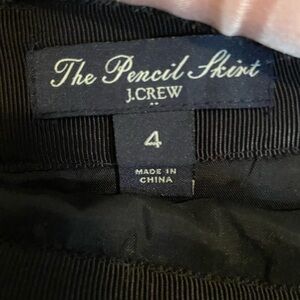 The Pencil Skirt
J.CREW
4
MADE IN
CHINA